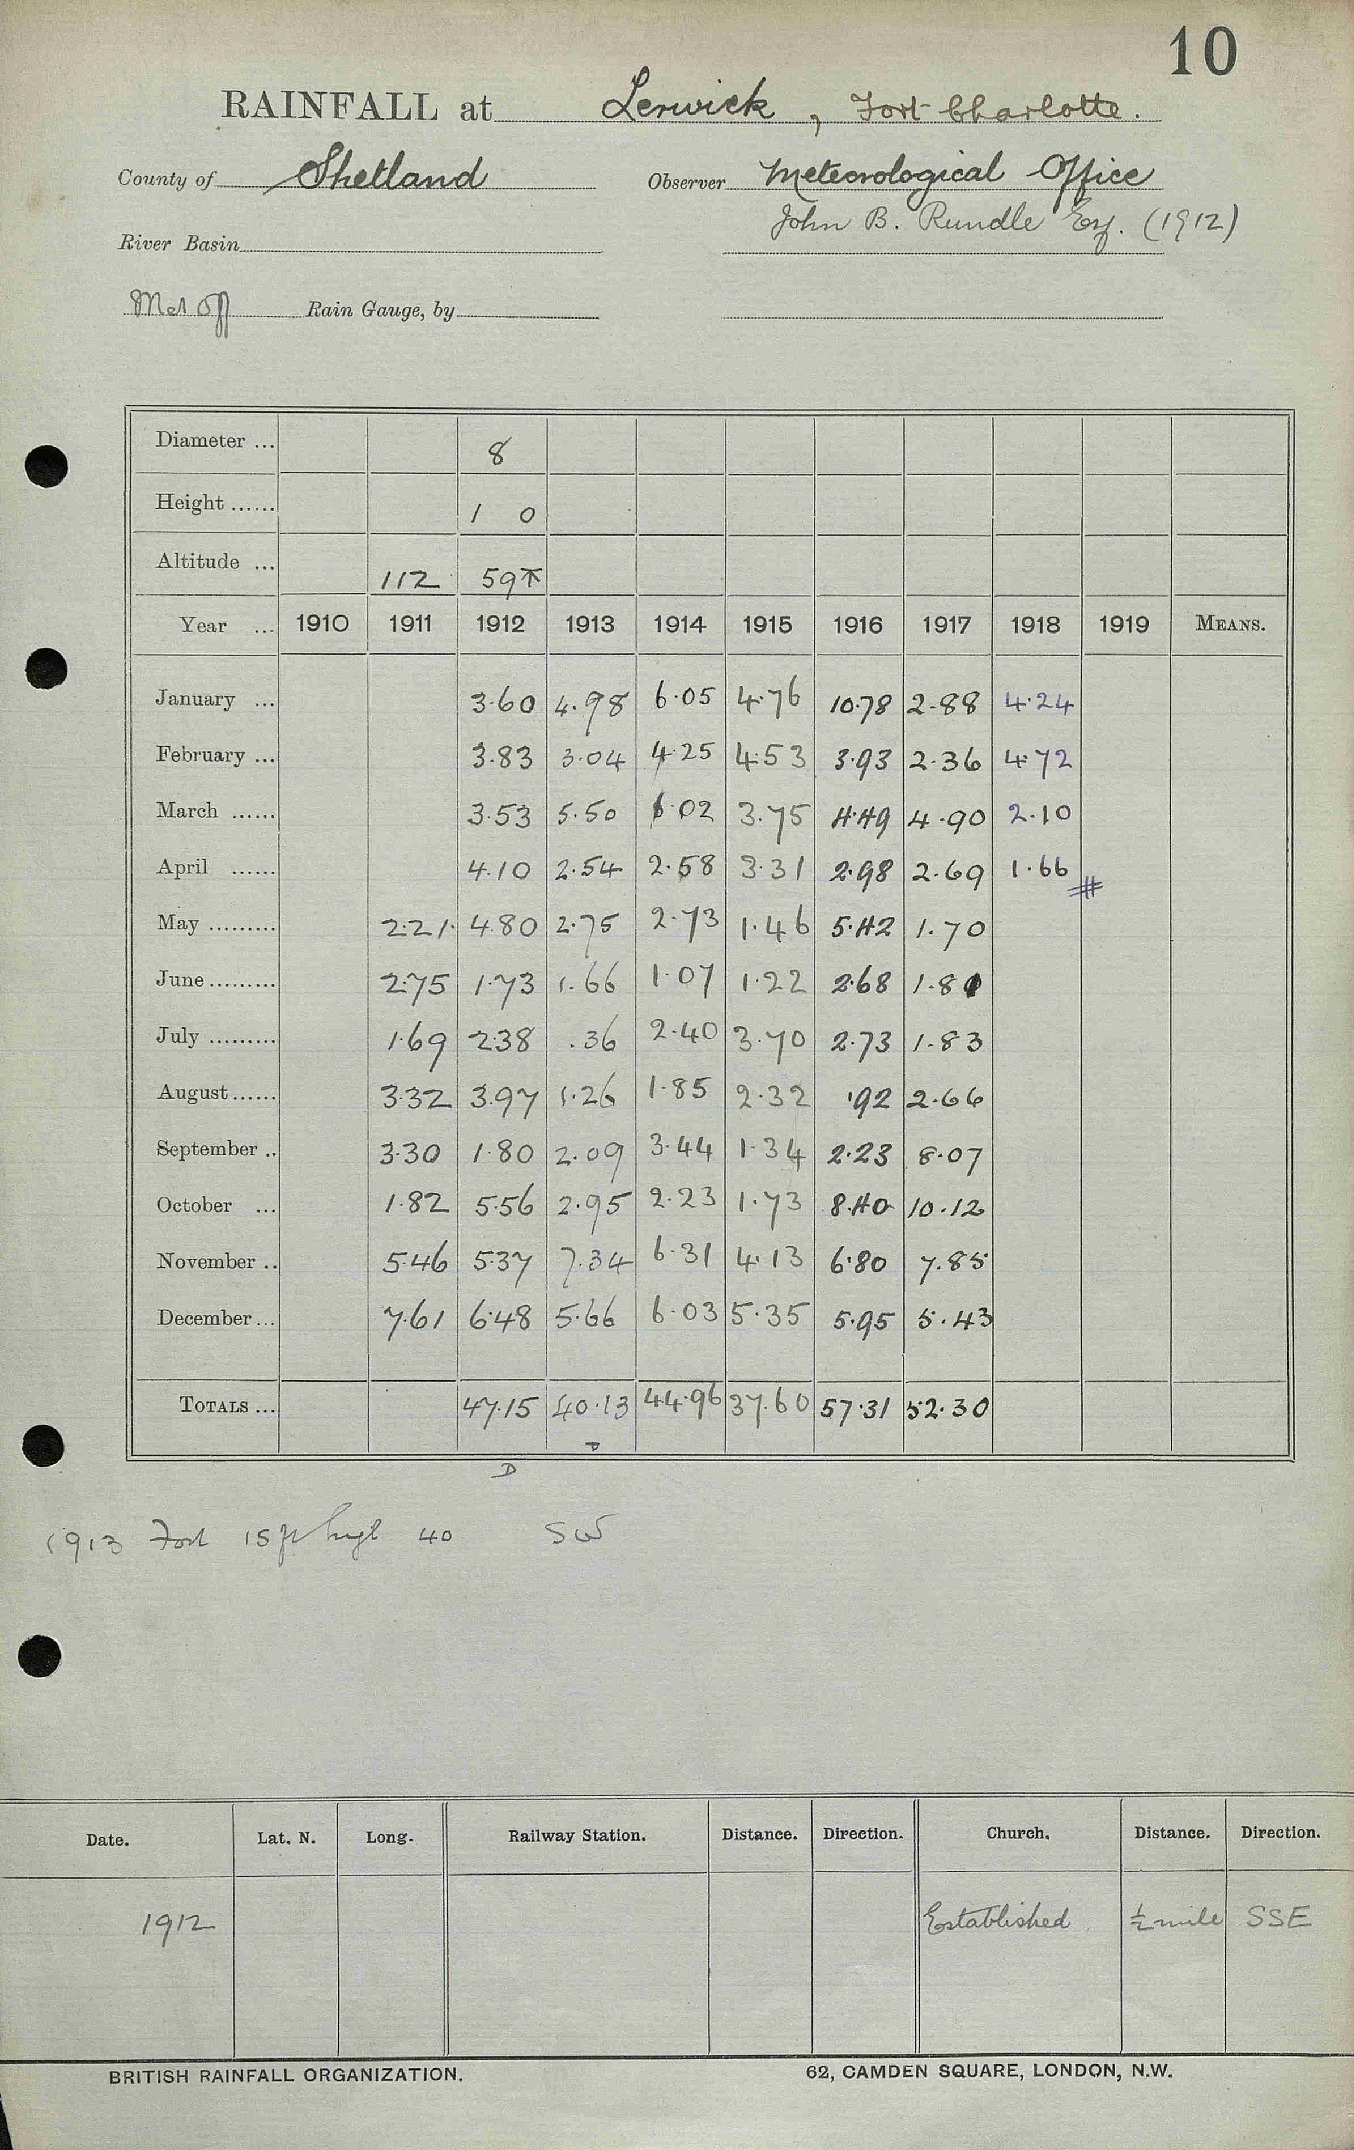 10
RAINFALL at Lerwick, Fort Charlotte.
County of Shetland Observer Meteorological Office
John B. Rundle Esq. (1912)
River Basin
Met Off Rain Gauge, by
Diameter ... 8
Height ...... 1 0
Altitude ... 112 59
Year ... 1910 1911 1912 1913 1914 1915 1916 1917 1918 1919 MEANS.
January ... 3.60 4.98 6.05 4.76 10.78 2.88 4.24
February ... 3.83 3.04 4.25 4.53 3.93 2.36 4.72
March ...... 3.53 5.50 6.02 3.75 4.49 4.90 2.10
April ...... 4.10 2.54 2.58 3.31 2.98 2.69 1.66 #
May ......... 2.21 4.80 2.75 2.73 1.46 5.42 1.70
June ......... 2.75 1.73 1.66 1.07 1.22 2.68 1.81
July ......... 1.69 2.38 .36 2.40 3.70 2.73 1.83
August ...... 3.32 3.97 1.26 1.85 2.32 .92 2.66
September .. 3.30 1.80 2.09 3.44 1.34 2.23 8.07
October ... 1.82 5.56 2.95 2.23 1.73 8.40 10.12
November .. 5.46 5.37 7.34 6.31 4.13 6.80 7.85
December ... 7.61 6.48 5.66 6.03 5.35 5.95 5.43
TOTALS ... 47.15 40.13 44.96 37.60 57.31 52.30
D
D
1913 Fort 15 ft high 40 SW
Date. Lat. N. Long. Railway Station. Distance. Direction. Church. Distance. Direction.
1912 Established ½ mile SSE
BRITISH RAINFALL ORGANIZATION. 62, CAMDEN SQUARE, LONDON, N.W.